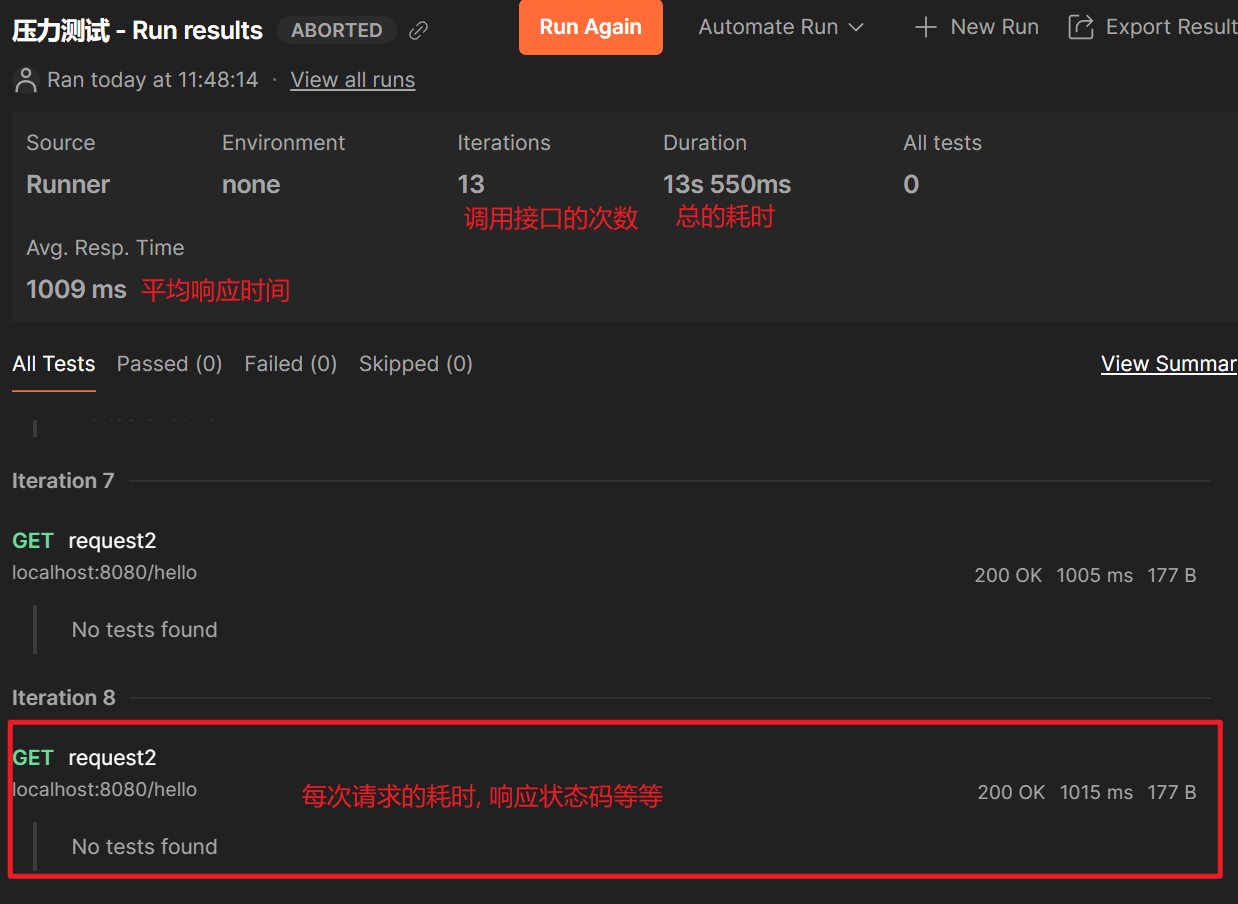 压力测试 - Run results ABORTED Run Again Automate Run New Run Export Result
Ran today at 11:48:14 · View all runs
Source Environment Iterations Duration All tests
Runner none 13 13s 550ms 0
调用接口的次数 总的耗时
Avg. Resp. Time
1009 ms 平均响应时间
All Tests Passed (0) Failed (0) Skipped (0) View Summar
Iteration 7
GET request2
localhost:8080/hello 200 OK 1005 ms 177 B
No tests found
Iteration 8
GET request2
localhost:8080/hello 每次请求的耗时, 响应状态码等等 200 OK 1015 ms 177 B
No tests found